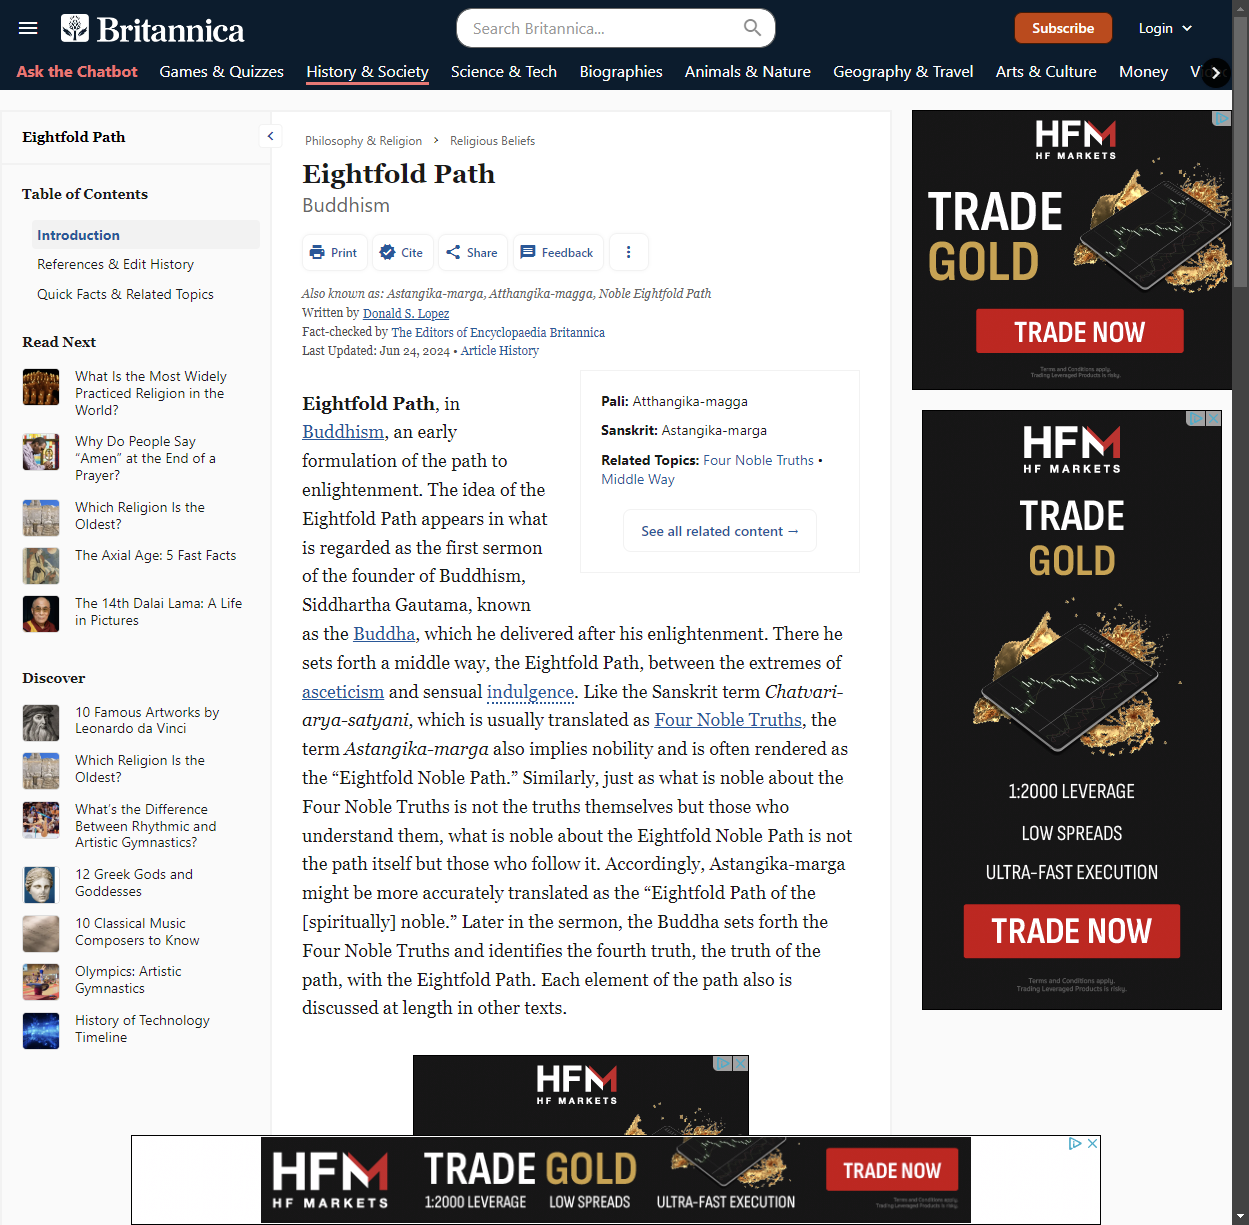 Britannica
Search Britannica...
Subscribe
Login
Ask the Chatbot
Games & Quizzes
History & Society
Science & Tech
Biographies
Animals & Nature
Geography & Travel
Arts & Culture
Money
Eightfold Path
Table of Contents
Introduction
References & Edit History
Quick Facts & Related Topics
Read Next
What Is the Most Widely
Practiced Religion in the
World?
Why Do People Say
“Amen” at the End of a
Prayer?
Which Religion Is the
Oldest?
The Axial Age: 5 Fast Facts
The 14th Dalai Lama: A Life
in Pictures
Discover
10 Famous Artworks by
Leonardo da Vinci
Which Religion Is the
Oldest?
What’s the Difference
Between Rhythmic and
Artistic Gymnastics?
12 Greek Gods and
Goddesses
10 Classical Music
Composers to Know
Olympics: Artistic
Gymnastics
History of Technology
Timeline
Philosophy & Religion > Religious Beliefs
Eightfold Path
Buddhism
Print
Cite
Share
Feedback
Also known as: Astangika-marga, Atthangika-magga, Noble Eightfold Path
Written by Donald S. Lopez
Fact-checked by The Editors of Encyclopaedia Britannica
Last Updated: Jun 24, 2024 • Article History
Pali: Atthangika-magga
Sanskrit: Astangika-marga
Related Topics: Four Noble Truths •
Middle Way
See all related content →
Eightfold Path, in
Buddhism, an early
formulation of the path to
enlightenment. The idea of the
Eightfold Path appears in what
is regarded as the first sermon
of the founder of Buddhism,
Siddhartha Gautama, known
as the Buddha, which he delivered after his enlightenment. There he
sets forth a middle way, the Eightfold Path, between the extremes of
asceticism and sensual indulgence. Like the Sanskrit term Chatvari-
arya-satyani, which is usually translated as Four Noble Truths, the
term Astangika-marga also implies nobility and is often rendered as
the “Eightfold Noble Path.” Similarly, just as what is noble about the
Four Noble Truths is not the truths themselves but those who
understand them, what is noble about the Eightfold Noble Path is not
the path itself but those who follow it. Accordingly, Astangika-marga
might be more accurately translated as the “Eightfold Path of the
[spiritually] noble.” Later in the sermon, the Buddha sets forth the
Four Noble Truths and identifies the fourth truth, the truth of the
path, with the Eightfold Path. Each element of the path also is
discussed at length in other texts.
HFM
HF MARKETS
TRADE
GOLD
TRADE NOW
Terms and Conditions apply.
Trading Leveraged Products is risky.
HFM
HF MARKETS
TRADE
GOLD
1:2000 LEVERAGE
LOW SPREADS
ULTRA-FAST EXECUTION
TRADE NOW
Terms and Conditions apply.
Trading Leveraged Products is risky.
HFM
HF MARKETS
HFM
HF MARKETS
TRADE GOLD
1:2000 LEVERAGE LOW SPREADS ULTRA-FAST EXECUTION
TRADE NOW
Terms and Conditions apply.
Trading Leveraged Products is risky.